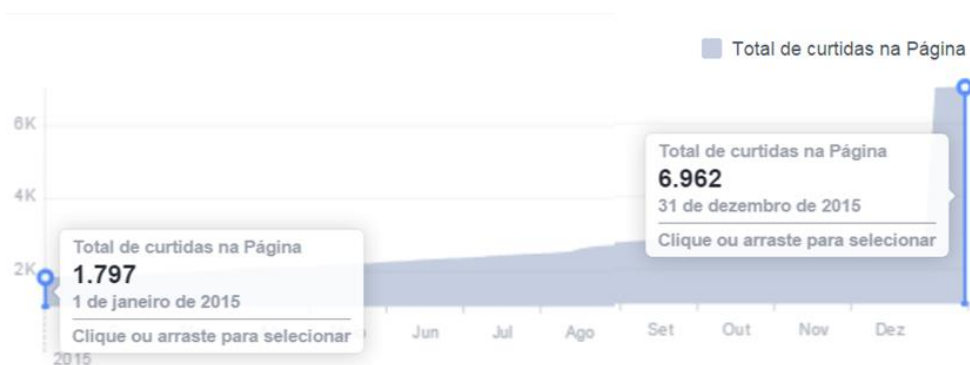 Total de curtidas na Página
6K
4K
2K
Total de curtidas na Página
6.962
31 de dezembro de 2015
Clique ou arraste para selecionar
Total de curtidas na Página
1.797
1 de janeiro de 2015
Clique ou arraste para selecionar
Jun Jul Ago Set Out Nov Dez
2015